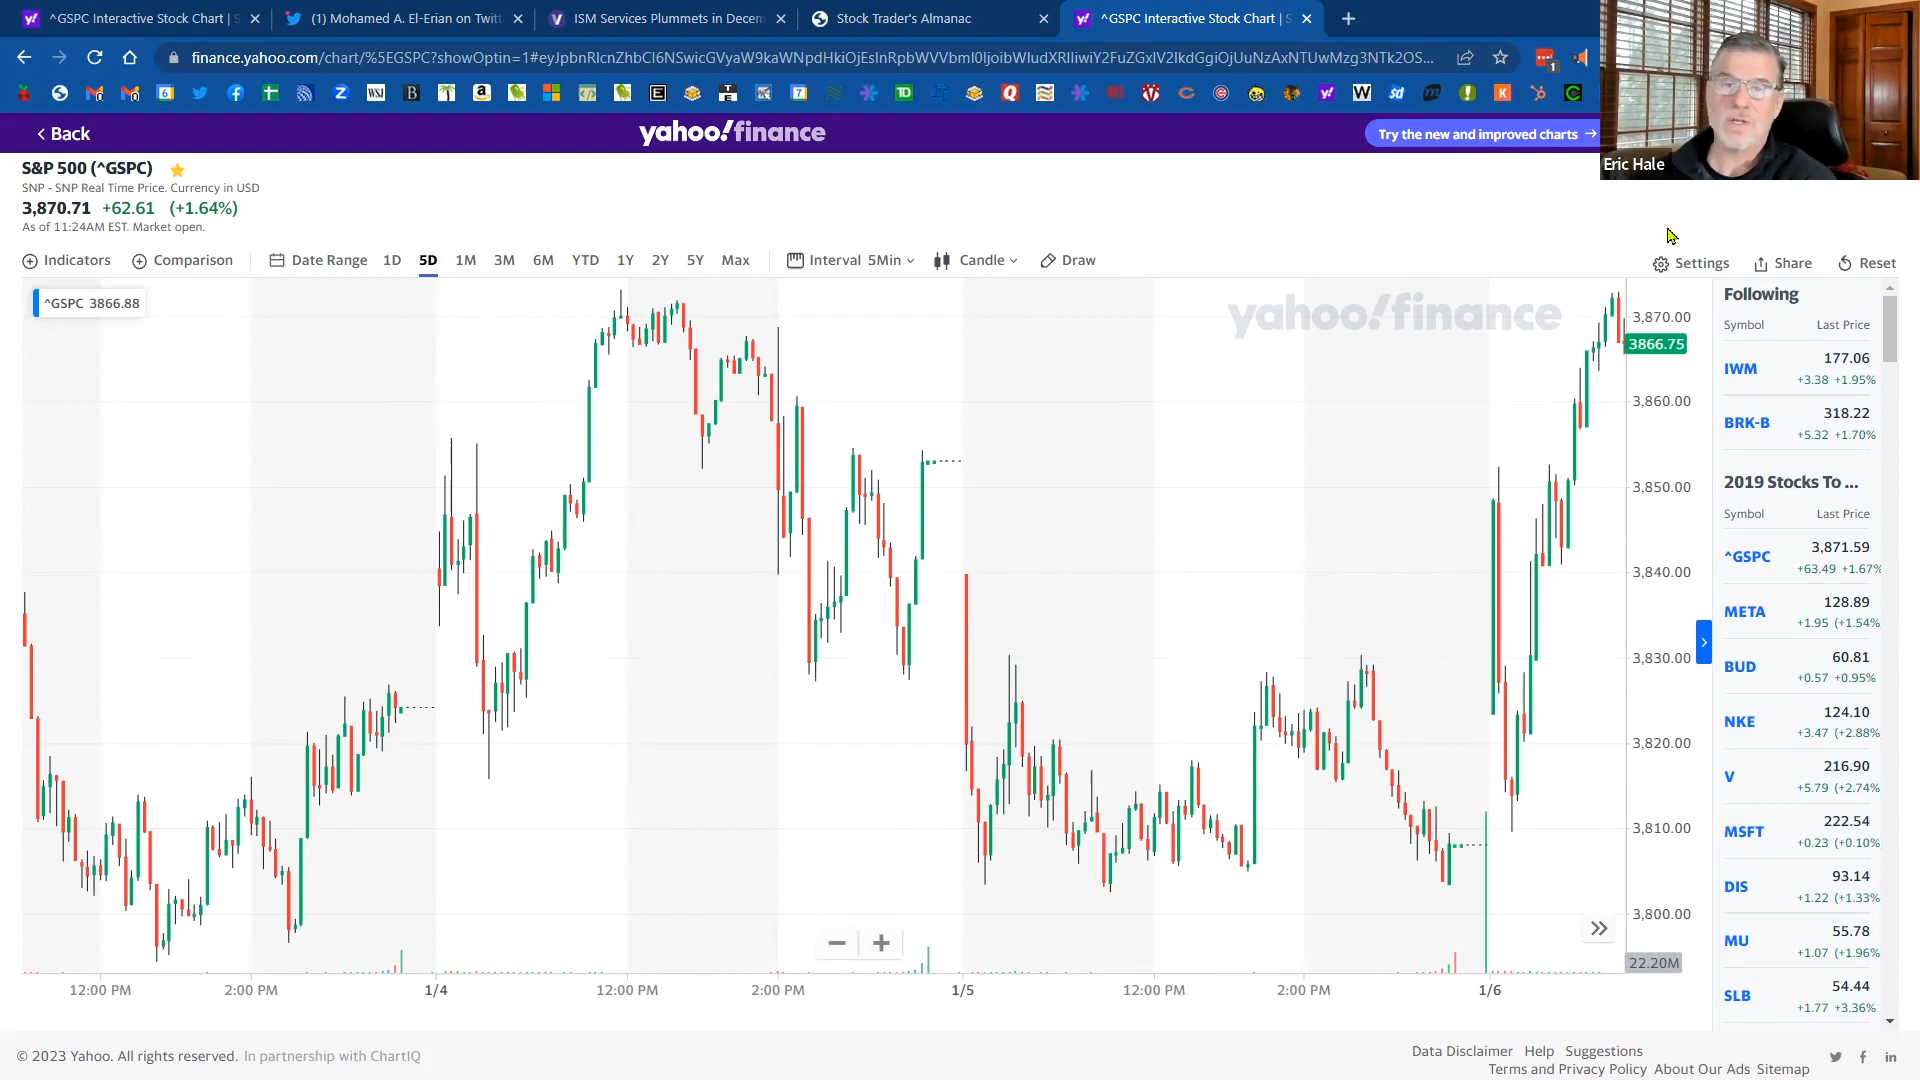 ^GSPC Interactive Stock Chart | S
(1) Mohamed A. El-Erian on Twitt
ISM Services Plummets in Decem
Stock Trader's Almanac
^GSPC Interactive Stock Chart | S
Back
yahoo!finance
Try the new and improved charts →
Eric Hale
S&P 500 (^GSPC)
SNP - SNP Real Time Price. Currency in USD
3,870.71 +62.61 (+1.64%)
As of 11:24AM EST. Market open.
Indicators Comparison Date Range 1D 5D 1M 3M 6M YTD 1Y 2Y 5Y Max Interval 5Min Candle Draw
Settings Share Reset
^GSPC 3866.88
yahoo!finance
3,870.00
3866.75
3,860.00
3,850.00
3,840.00
3,830.00
3,820.00
3,810.00
3,800.00
22.20M
12:00 PM 2:00 PM 1/4 12:00 PM 2:00 PM 1/5 12:00 PM 2:00 PM 1/6
Following
Symbol Last Price
IWM 177.06
+3.38 +1.95%
BRK-B 318.22
+5.32 +1.70%
2019 Stocks To ...
Symbol Last Price
^GSPC 3,871.59
+63.49 +1.67%
META 128.89
+1.95 (+1.54%
BUD 60.81
+0.57 +0.95%
NKE 124.10
+3.47 (+2.88%
V 216.90
+5.79 (+2.74%
MSFT 222.54
+0.23 (+0.10%
DIS 93.14
+1.22 (+1.33%
MU 55.78
+1.07 (+1.96%
SLB 54.44
+1.77 +3.36%
© 2023 Yahoo. All rights reserved. In partnership with ChartIQ
Data Disclaimer Help Suggestions
Terms and Privacy Policy About Our Ads Sitemap